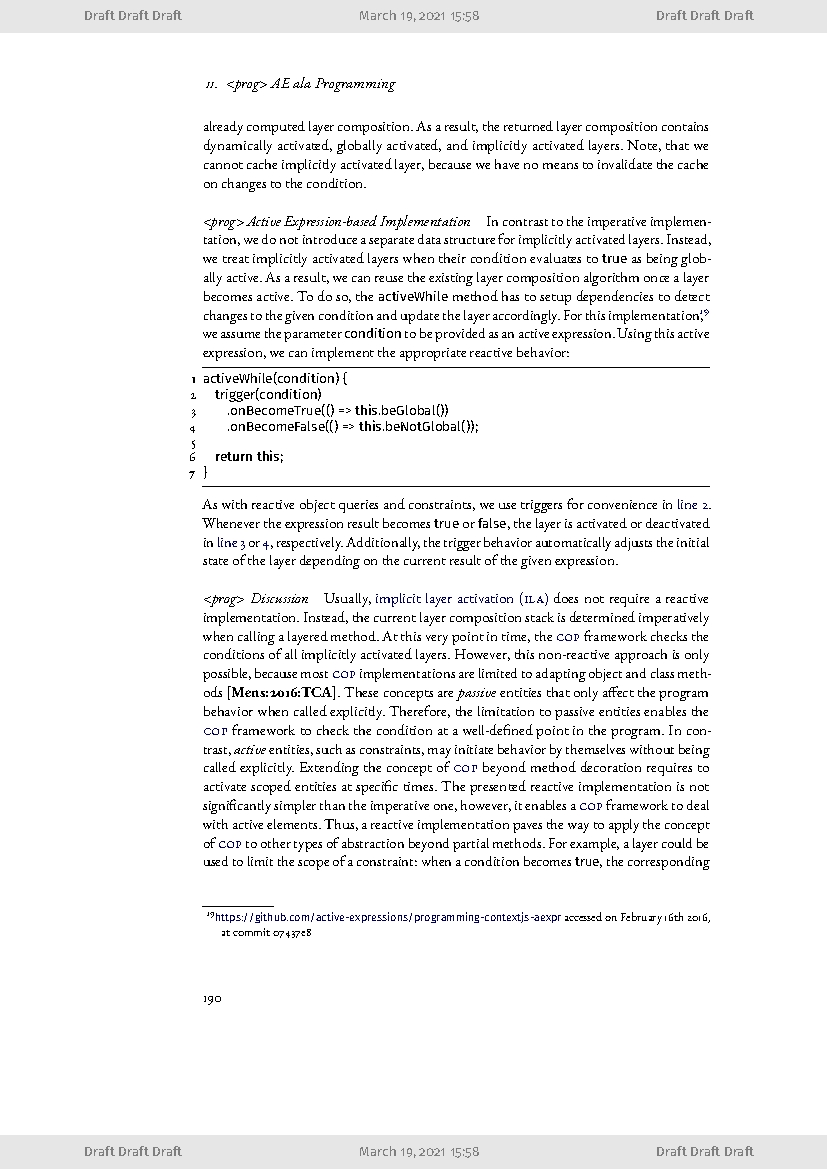 Draft Draft Draft March 19, 2021 15:58 Draft Draft Draft
11. <prog> AE ala Programming
already computed layer composition. As a result, the returned layer composition contains
dynamically activated, globally activated, and implicitly activated layers. Note, that we
cannot cache implicitly activated layer, because we have no means to invalidate the cache
on changes to the condition.
<prog> Active Expression-based Implementation In contrast to the imperative implemen-
tation, we do not introduce a separate data structure for implicitly activated layers. Instead,
we treat implicitly activated layers when their condition evaluates to true as being glob-
ally active. As a result, we can reuse the existing layer composition algorithm once a layer
becomes active. To do so, the activeWhile method has to setup dependencies to detect
changes to the given condition and update the layer accordingly. For this implementation,19
we assume the parameter condition to be provided as an active expression. Using this active
expression, we can implement the appropriate reactive behavior:
1 activeWhile(condition) {
2 trigger(condition)
3 .onBecomeTrue(() => this.beGlobal())
4 .onBecomeFalse(() => this.beNotGlobal());
5
6 return this;
7 }
As with reactive object queries and constraints, we use triggers for convenience in line 2.
Whenever the expression result becomes true or false, the layer is activated or deactivated
in line 3 or 4, respectively. Additionally, the trigger behavior automatically adjusts the initial
state of the layer depending on the current result of the given expression.
<prog> Discussion Usually, implicit layer activation (ILA) does not require a reactive
implementation. Instead, the current layer composition stack is determined imperatively
when calling a layered method. At this very point in time, the COP framework checks the
conditions of all implicitly activated layers. However, this non-reactive approach is only
possible, because most COP implementations are limited to adapting object and class meth-
ods [Mens:2016:TCA]. These concepts are passive entities that only affect the program
behavior when called explicitly. Therefore, the limitation to passive entities enables the
COP framework to check the condition at a well-defined point in the program. In con-
trast, active entities, such as constraints, may initiate behavior by themselves without being
called explicitly. Extending the concept of COP beyond method decoration requires to
activate scoped entities at specific times. The presented reactive implementation is not
significantly simpler than the imperative one, however, it enables a COP framework to deal
with active elements. Thus, a reactive implementation paves the way to apply the concept
of COP to other types of abstraction beyond partial methods. For example, a layer could be
used to limit the scope of a constraint: when a condition becomes true, the corresponding
19https://github.com/active-expressions/programming-contextjs-aexpr accessed on February 16th 2016,
at commit 07437e8
190
Draft Draft Draft March 19, 2021 15:58 Draft Draft Draft